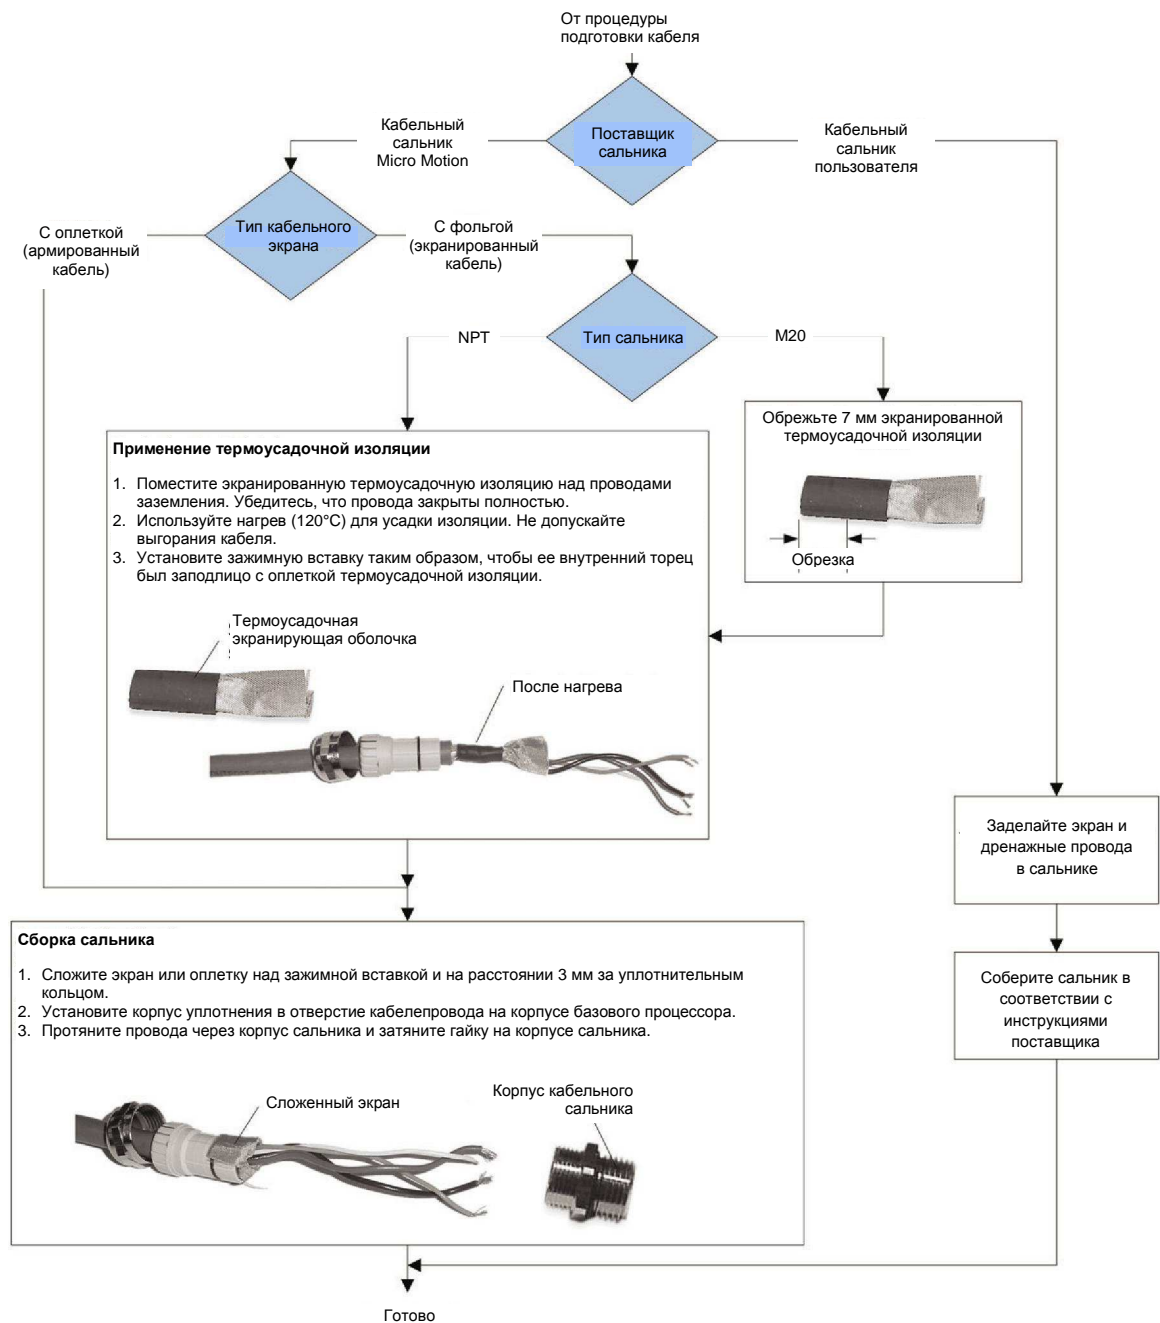 От процедуры
подготовки кабеля
Поставщик
сальника
Кабельный
сальник
Micro Motion
Кабельный
сальник
пользователя
Тип кабельного
экрана
С оплеткой
(армированный
кабель)
С фольгой
(экранированный
кабель)
Тип сальника
NPT
M20
Обрежьте 7 мм экранированной
термоусадочной изоляции
Обрезка
Применение термоусадочной изоляции
1. Поместите экранированную термоусадочную изоляцию над проводами
заземления. Убедитесь, что провода закрыты полностью.
2. Используйте нагрев (120°C) для усадки изоляции. Не допускайте
выгорания кабеля.
3. Установите зажимную вставку таким образом, чтобы ее внутренний торец
был заподлицо с оплеткой термоусадочной изоляции.
Термоусадочная
экранирующая оболочка
После нагрева
Заделайте экран и
дренажные провода
в сальнике
Сборка сальника
1. Сложите экран или оплетку над зажимной вставкой и на расстоянии 3 мм за уплотнительным
кольцом.
2. Установите корпус уплотнения в отверстие кабелепровода на корпусе базового процессора.
3. Протяните провода через корпус сальника и затяните гайку на корпусе сальника.
Сложенный экран
Корпус кабельного
сальника
Соберите сальник в
соответствии с
инструкциями
поставщика
Готово